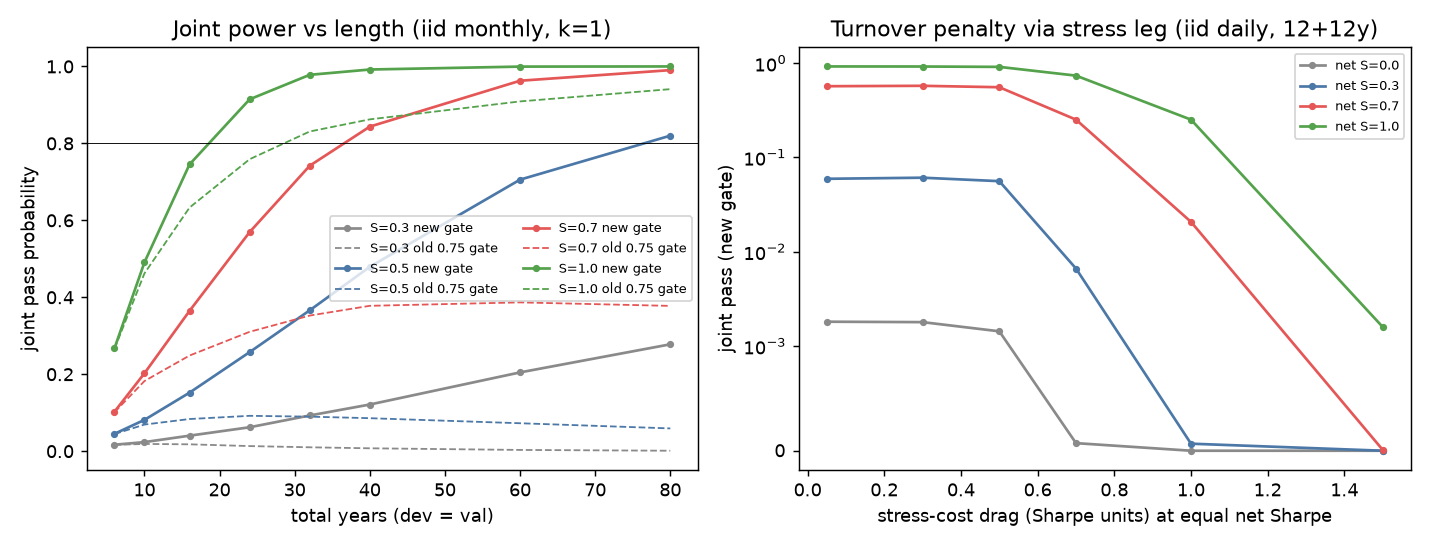 Joint power vs length (iid monthly, k=1)
joint pass probability
1.0
0.8
0.6
0.4
0.2
0.0
S=0.3 new gate
S=0.3 old 0.75 gate
S=0.5 new gate
S=0.5 old 0.75 gate
S=0.7 new gate
S=0.7 old 0.75 gate
S=1.0 new gate
S=1.0 old 0.75 gate
10 20 30 40 50 60 70 80
total years (dev = val)
Turnover penalty via stress leg (iid daily, 12+12y)
joint pass (new gate)
10⁰
10⁻¹
10⁻²
10⁻³
0
net S=0.0
net S=0.3
net S=0.7
net S=1.0
0.0 0.2 0.4 0.6 0.8 1.0 1.2 1.4
stress-cost drag (Sharpe units) at equal net Sharpe